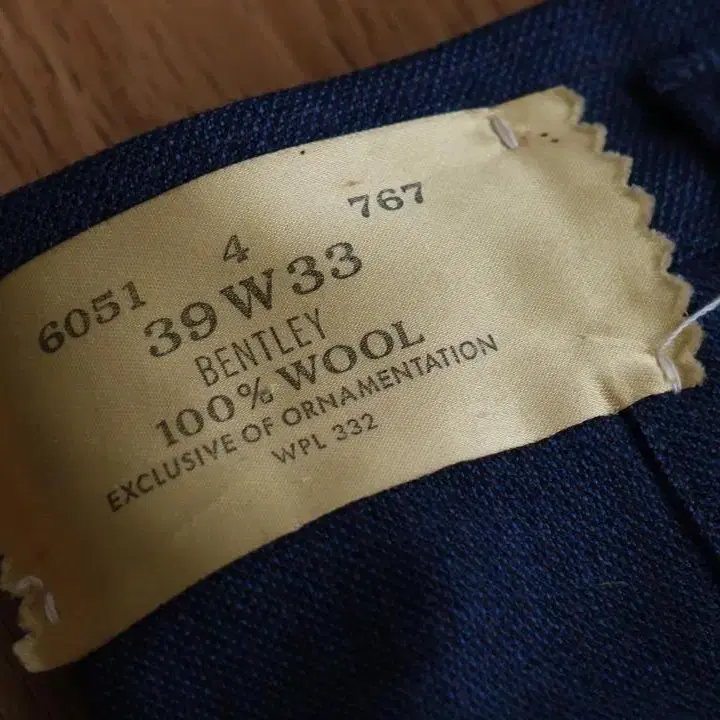 6051 4 767
39 W 33
BENTLEY
100% WOOL
EXCLUSIVE OF ORNAMENTATION
WPL 332